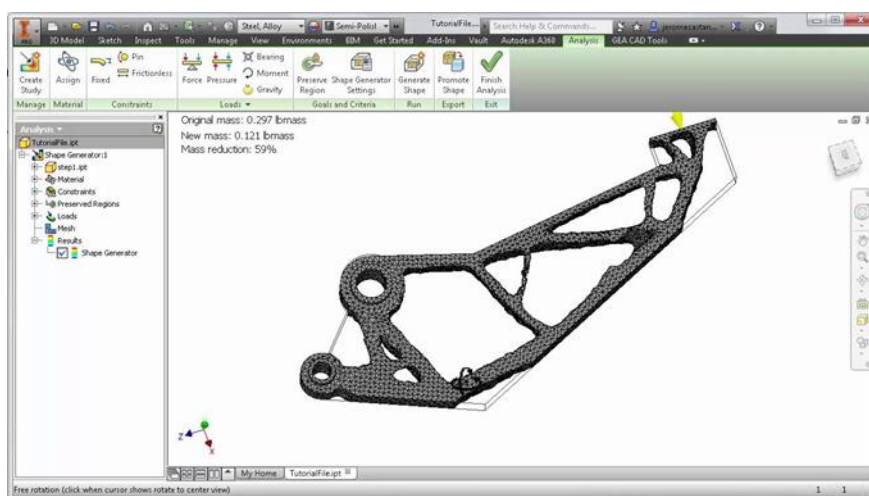 Steel, Alloy
Semi-Polist
TutorialFile....
Search Help & Commands...
PRO
3D Model Sketch Inspect Tools Manage View Environments BIM Get Started Add-Ins Vault Autodesk A360 Analysis GEA CAD Tools
Create Study
Assign
Fixed
Pin
Frictionless
Force
Pressure
Bearing
Moment
Gravity
Preserve Region
Shape Generator Settings
Generate Shape
Promote Shape
Finish Analysis
Manage Material Constraints Loads Goals and Criteria Run Export Exit
Analysis
TutorialFile.ipt
Shape Generator:1
step1.ipt
Material
Constraints
Preserved Regions
Loads
Mesh
Results
Shape Generator
Original mass: 0.297 lbmass
New mass: 0.121 lbmass
Mass reduction: 59%
Z
X
My Home TutorialFile.ipt
Free rotation (click when cursor shows rotate to center view) 1 1